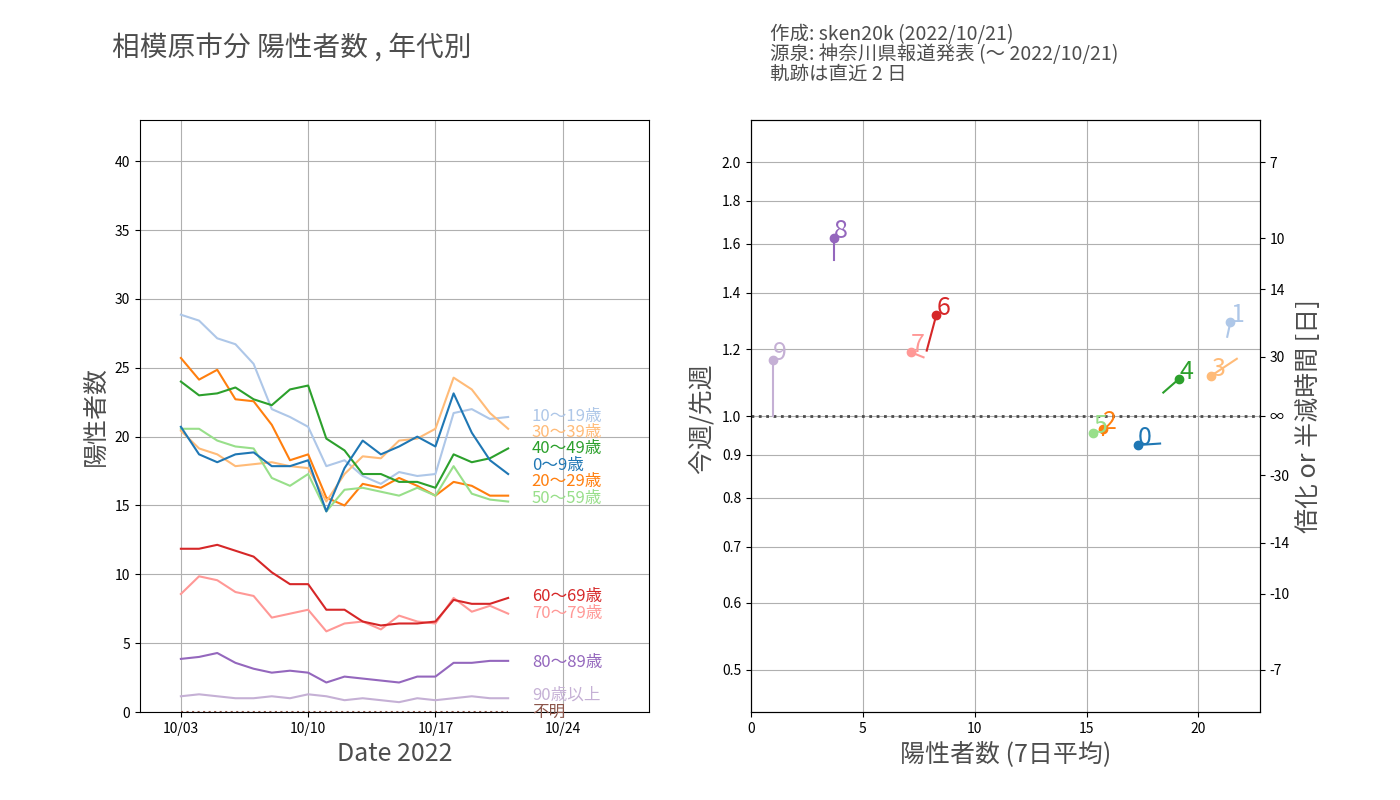 相模原市分 陽性者数 , 年代別
作成: sken20k (2022/10/21)
源泉: 神奈川県報道発表 (〜 2022/10/21)
軌跡は直近 2 日
陽性者数
40
35
30
25
20
15
10
5
0
10/03
10/10
10/17
10/24
Date 2022
10〜19歳
30〜39歳
40〜49歳
0〜9歳
20〜29歳
50〜59歳
60〜69歳
70〜79歳
80〜89歳
90歳以上
不明
今週/先週
2.0
1.8
1.6
1.4
1.2
1.0
0.9
0.8
0.7
0.6
0.5
8
6
1
7
9
3
4
2
5
0
0
5
10
15
20
陽性者数 (7日平均)
7
10
14
30
∞
-30
-14
-10
-7
倍化 or 半減時間 [日]